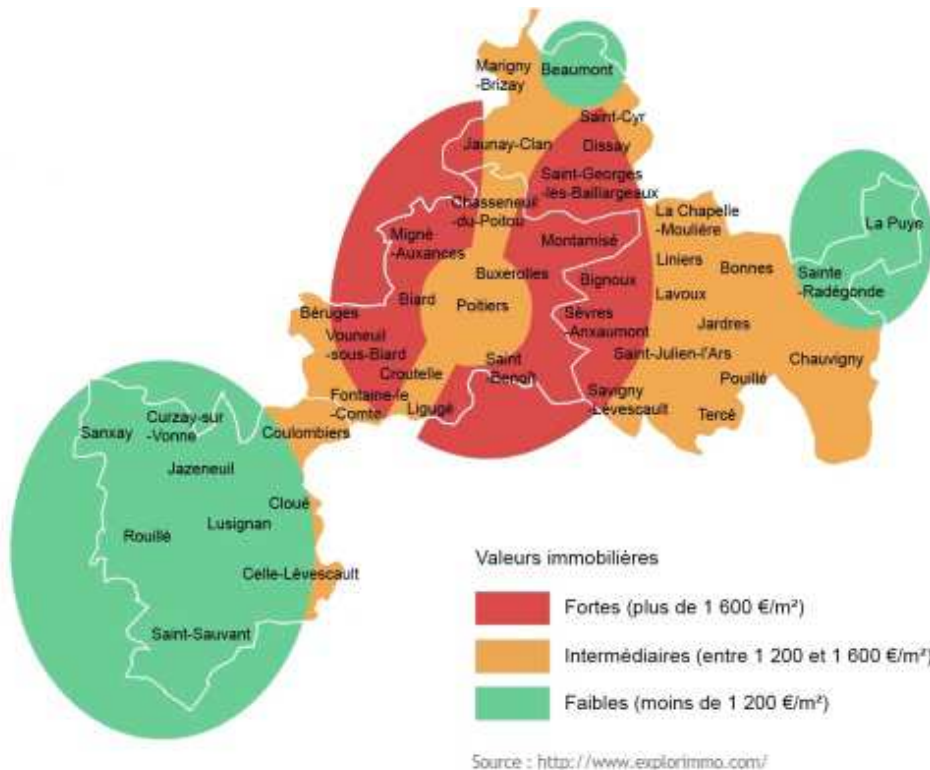 Marigny
-Brizay
Beaumont
Saint-Cyr
Jaunay-Clan
Dissay
Saint-Georges
-les-Baillargeaux
Chasseneuil
-du-Poitou
La Chapelle
-Moulière
La Puye
Migné
-Auxances
Montamisé
Liniers
Bonnes
Buxerolles
Bignoux
Sainte
-Radégonde
Biard
Poitiers
Lavoux
Béruges
Sèvres
-Anxaumont
Jardres
Vouneuil
-sous-Biard
Saint
-Benoît
Saint-Julien-l'Ars
Chauvigny
Croutelle
Pouillé
Fontaine-le
-Comte
Ligugé
Savigny
-Lévescault
Tercé
Sanxay
Curzay-sur
-Vonne
Coulombiers
Jazeneuil
Cloué
Lusignan
Rouillé
Celle-Lévescault
Saint-Sauvant
Valeurs immobilières
Fortes (plus de 1 600 €/m²)
Intermédiaires (entre 1 200 et 1 600 €/m²)
Faibles (moins de 1 200 €/m²)
Source : http://www.explorimmo.com/